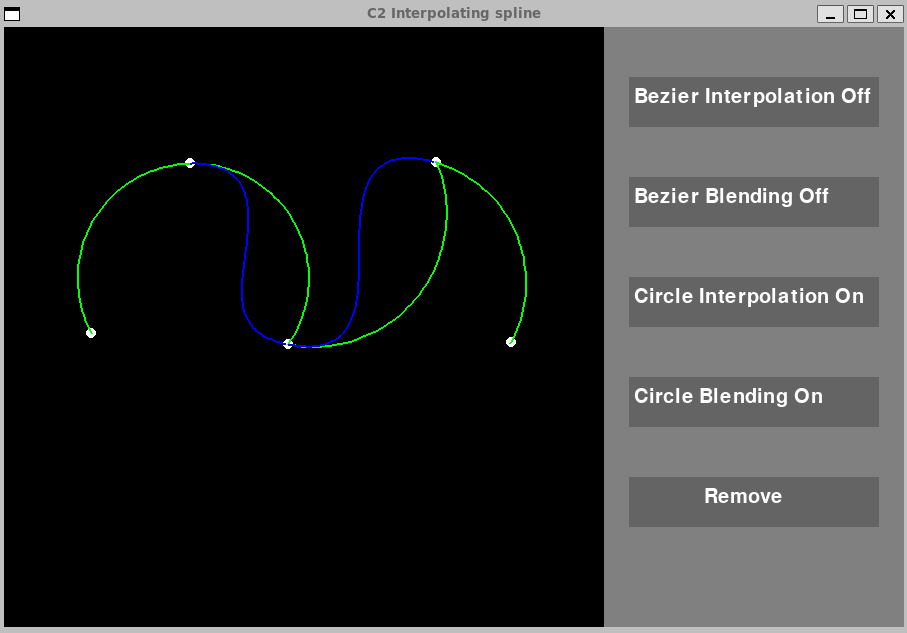 C2 Interpolating spline
Bezier Interpolation Off
Bezier Blending Off
Circle Interpolation On
Circle Blending On
Remove